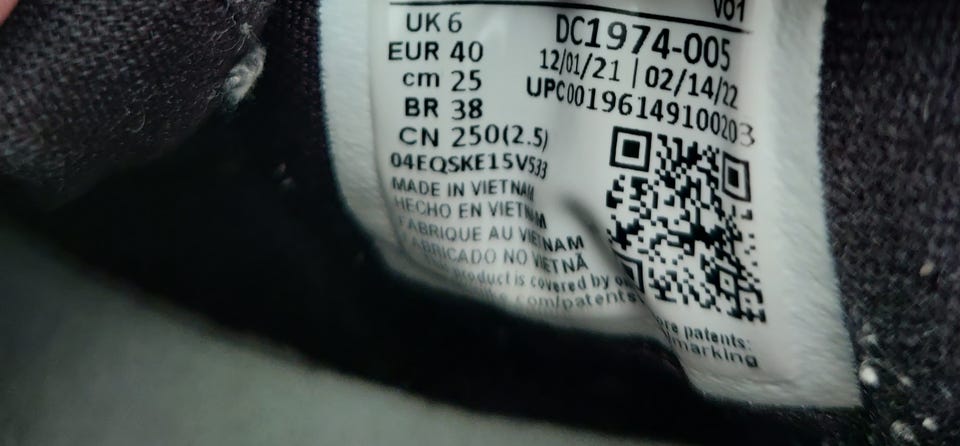 V01
UK 6
EUR 40
cm 25
BR 38
CN 250(2.5)
04EQSKE15V533
MADE IN VIETNAM
HECHO EN VIETNAM
FABRIQUE AU VIETNAM
FABRICADO NO VIETNÃ
product is covered by
.com/patents
DC1974-005
12/01/21 | 02/14/22
UPC00196149100203
patents:
marking